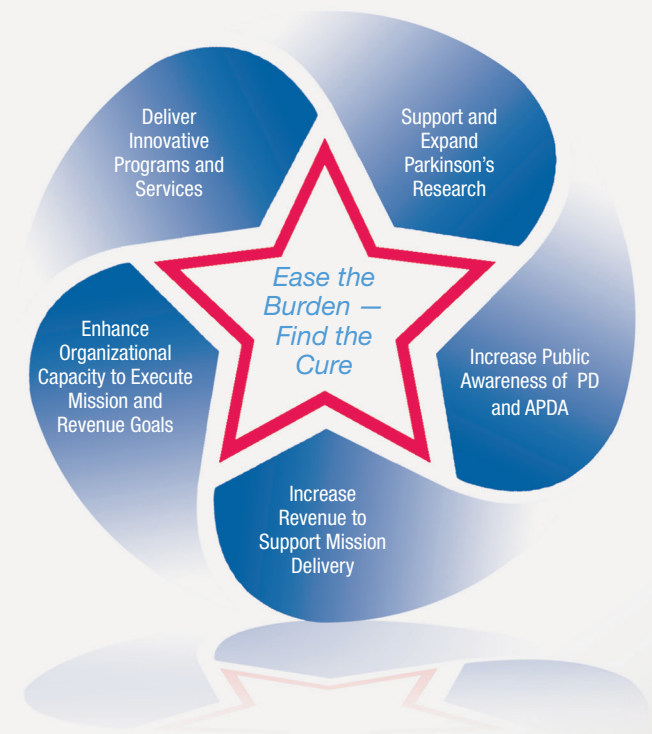 Deliver
Innovative
Programs and
Services
Support and
Expand
Parkinson's
Research
Ease the
Burden —
Find the
Cure
Enhance
Organizational
Capacity to Execute
Mission and
Revenue Goals
Increase Public
Awareness of PD
and APDA
Increase
Revenue to
Support Mission
Delivery